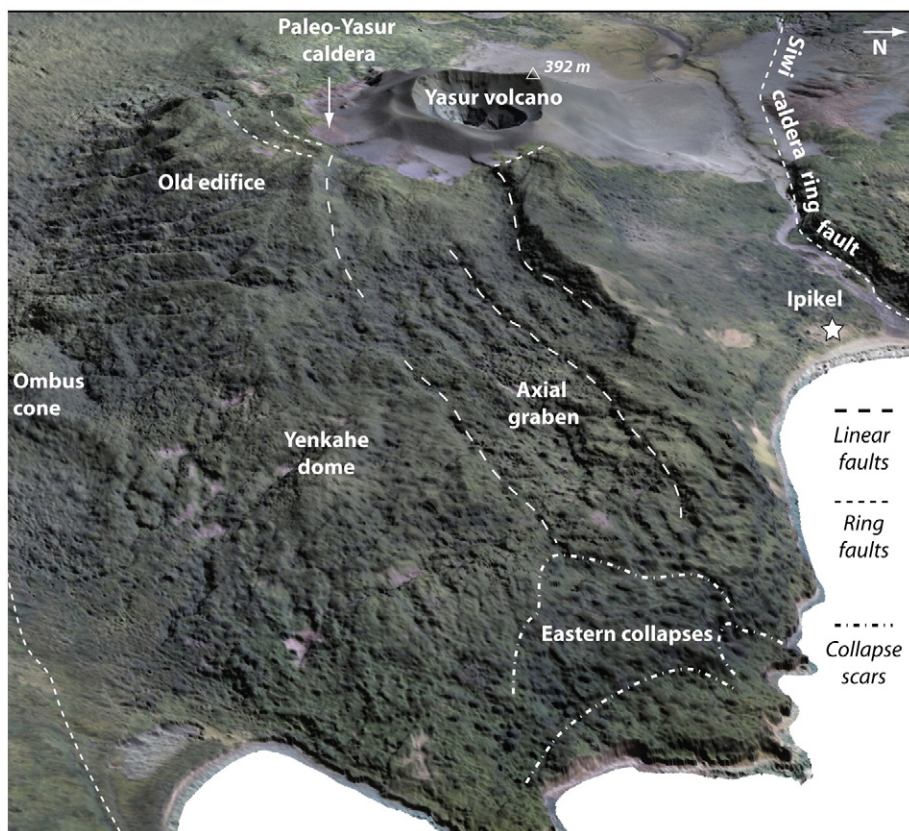 Paleo-Yasur
caldera
392 m
Yasur volcano
N
Siwi caldera ring fault
Old edifice
Ipikel
Ombus
cone
Axial
graben
Yenkahe
dome
Linear
faults
Ring
faults
Eastern collapses
Collapse
scars